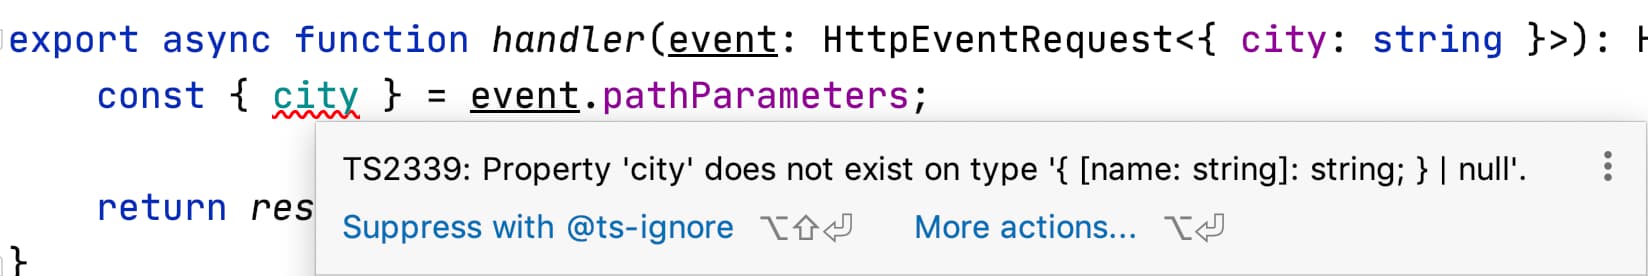 export async function handler(event: HttpEventRequest<{ city: string }>): H
const { city } = event.pathParameters;
TS2339: Property 'city' does not exist on type '{ [name: string]: string; } | null'.
return res
Suppress with @ts-ignore ⌥⇧⏎ More actions... ⌥⏎
}